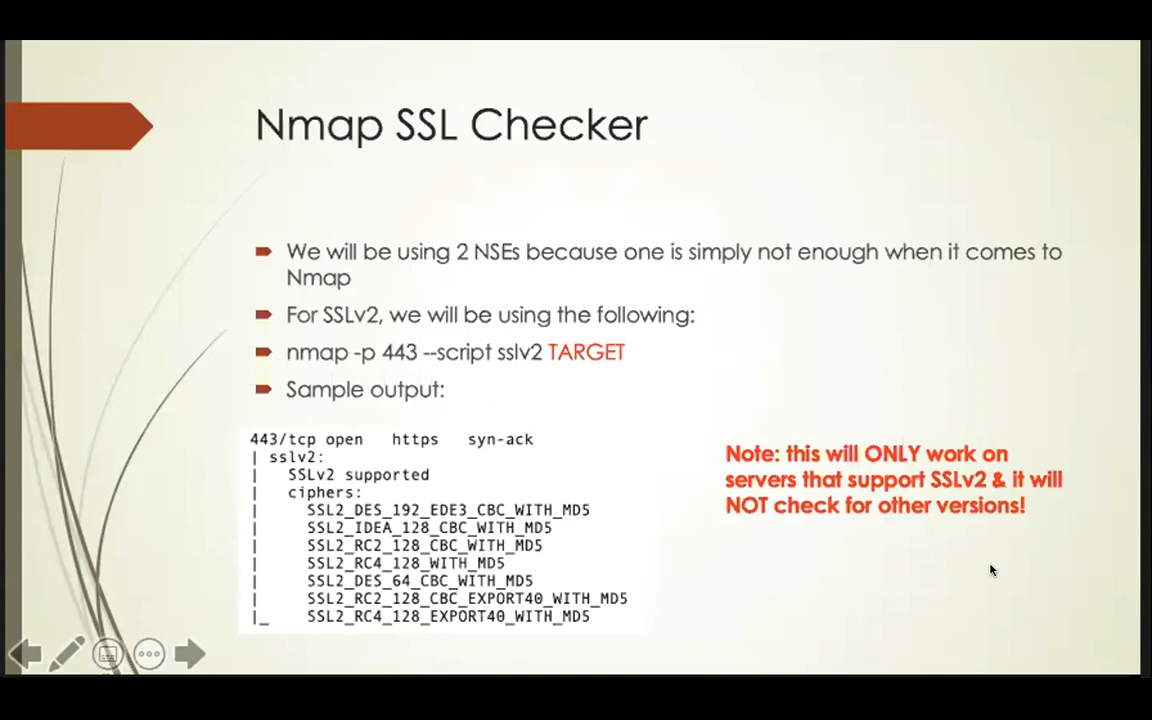 Nmap SSL Checker
We will be using 2 NSEs because one is simply not enough when it comes to
Nmap
For SSLv2, we will be using the following:
nmap -p 443 --script sslv2 TARGET
Sample output:
443/tcp open   https   syn-ack
| sslv2:
|   SSLv2 supported
|   ciphers:
|     SSL2_DES_192_EDE3_CBC_WITH_MD5
|     SSL2_IDEA_128_CBC_WITH_MD5
|     SSL2_RC2_128_CBC_WITH_MD5
|     SSL2_RC4_128_WITH_MD5
|     SSL2_DES_64_CBC_WITH_MD5
|     SSL2_RC2_128_CBC_EXPORT40_WITH_MD5
|_    SSL2_RC4_128_EXPORT40_WITH_MD5
Note: this will ONLY work on
servers that support SSLv2 & it will
NOT check for other versions!